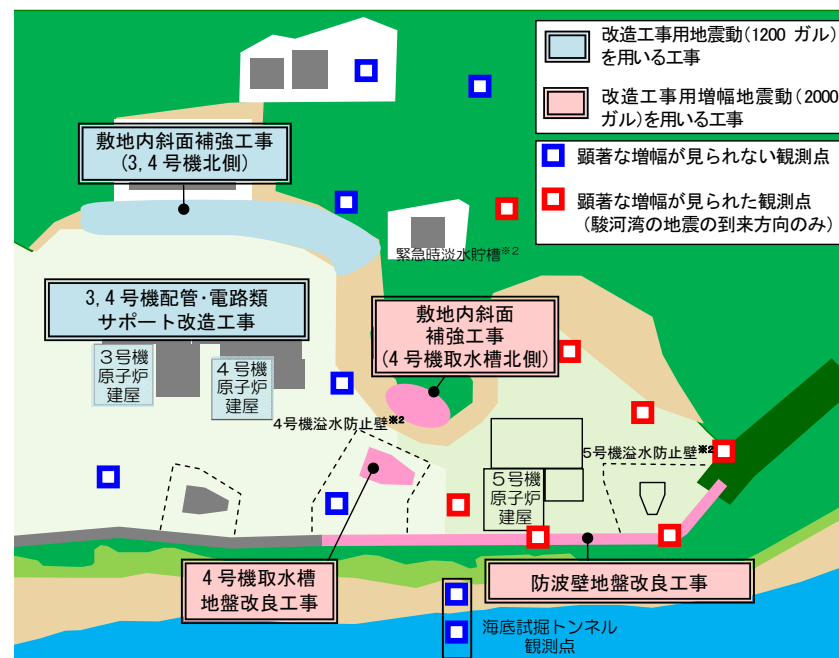 改造工事用地震動(1200 ガル)
を用いる工事
改造工事用増幅地震動(2000
ガル)を用いる工事
顕著な増幅が見られない観測点
顕著な増幅が見られた観測点
(駿河湾の地震の到来方向のみ)
敷地内斜面補強工事
(3,4号機北側)
緊急時淡水貯槽※2
3,4号機配管・電路類
サポート改造工事
敷地内斜面
補強工事
(4号機取水槽北側)
3号機
原子炉
建屋
4号機
原子炉
建屋
4号機溢水防止壁※2
5号機溢水防止壁※2
5号機
原子炉
建屋
4号機取水槽
地盤改良工事
防波壁地盤改良工事
海底試掘トンネル
観測点